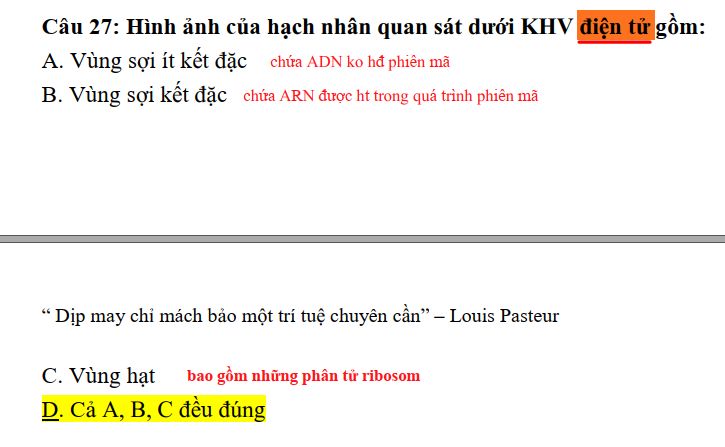 Câu 27: Hình ảnh của hạch nhân quan sát dưới KHV điện tử gồm:
A. Vùng sợi ít kết đặc chứa ADN ko hđ phiên mã
B. Vùng sợi kết đặc chứa ARN được ht trong quá trình phiên mã
“ Dịp may chỉ mách bảo một trí tuệ chuyên cần” – Louis Pasteur
C. Vùng hạt bao gồm những phân tử ribosom
D. Cả A, B, C đều đúng